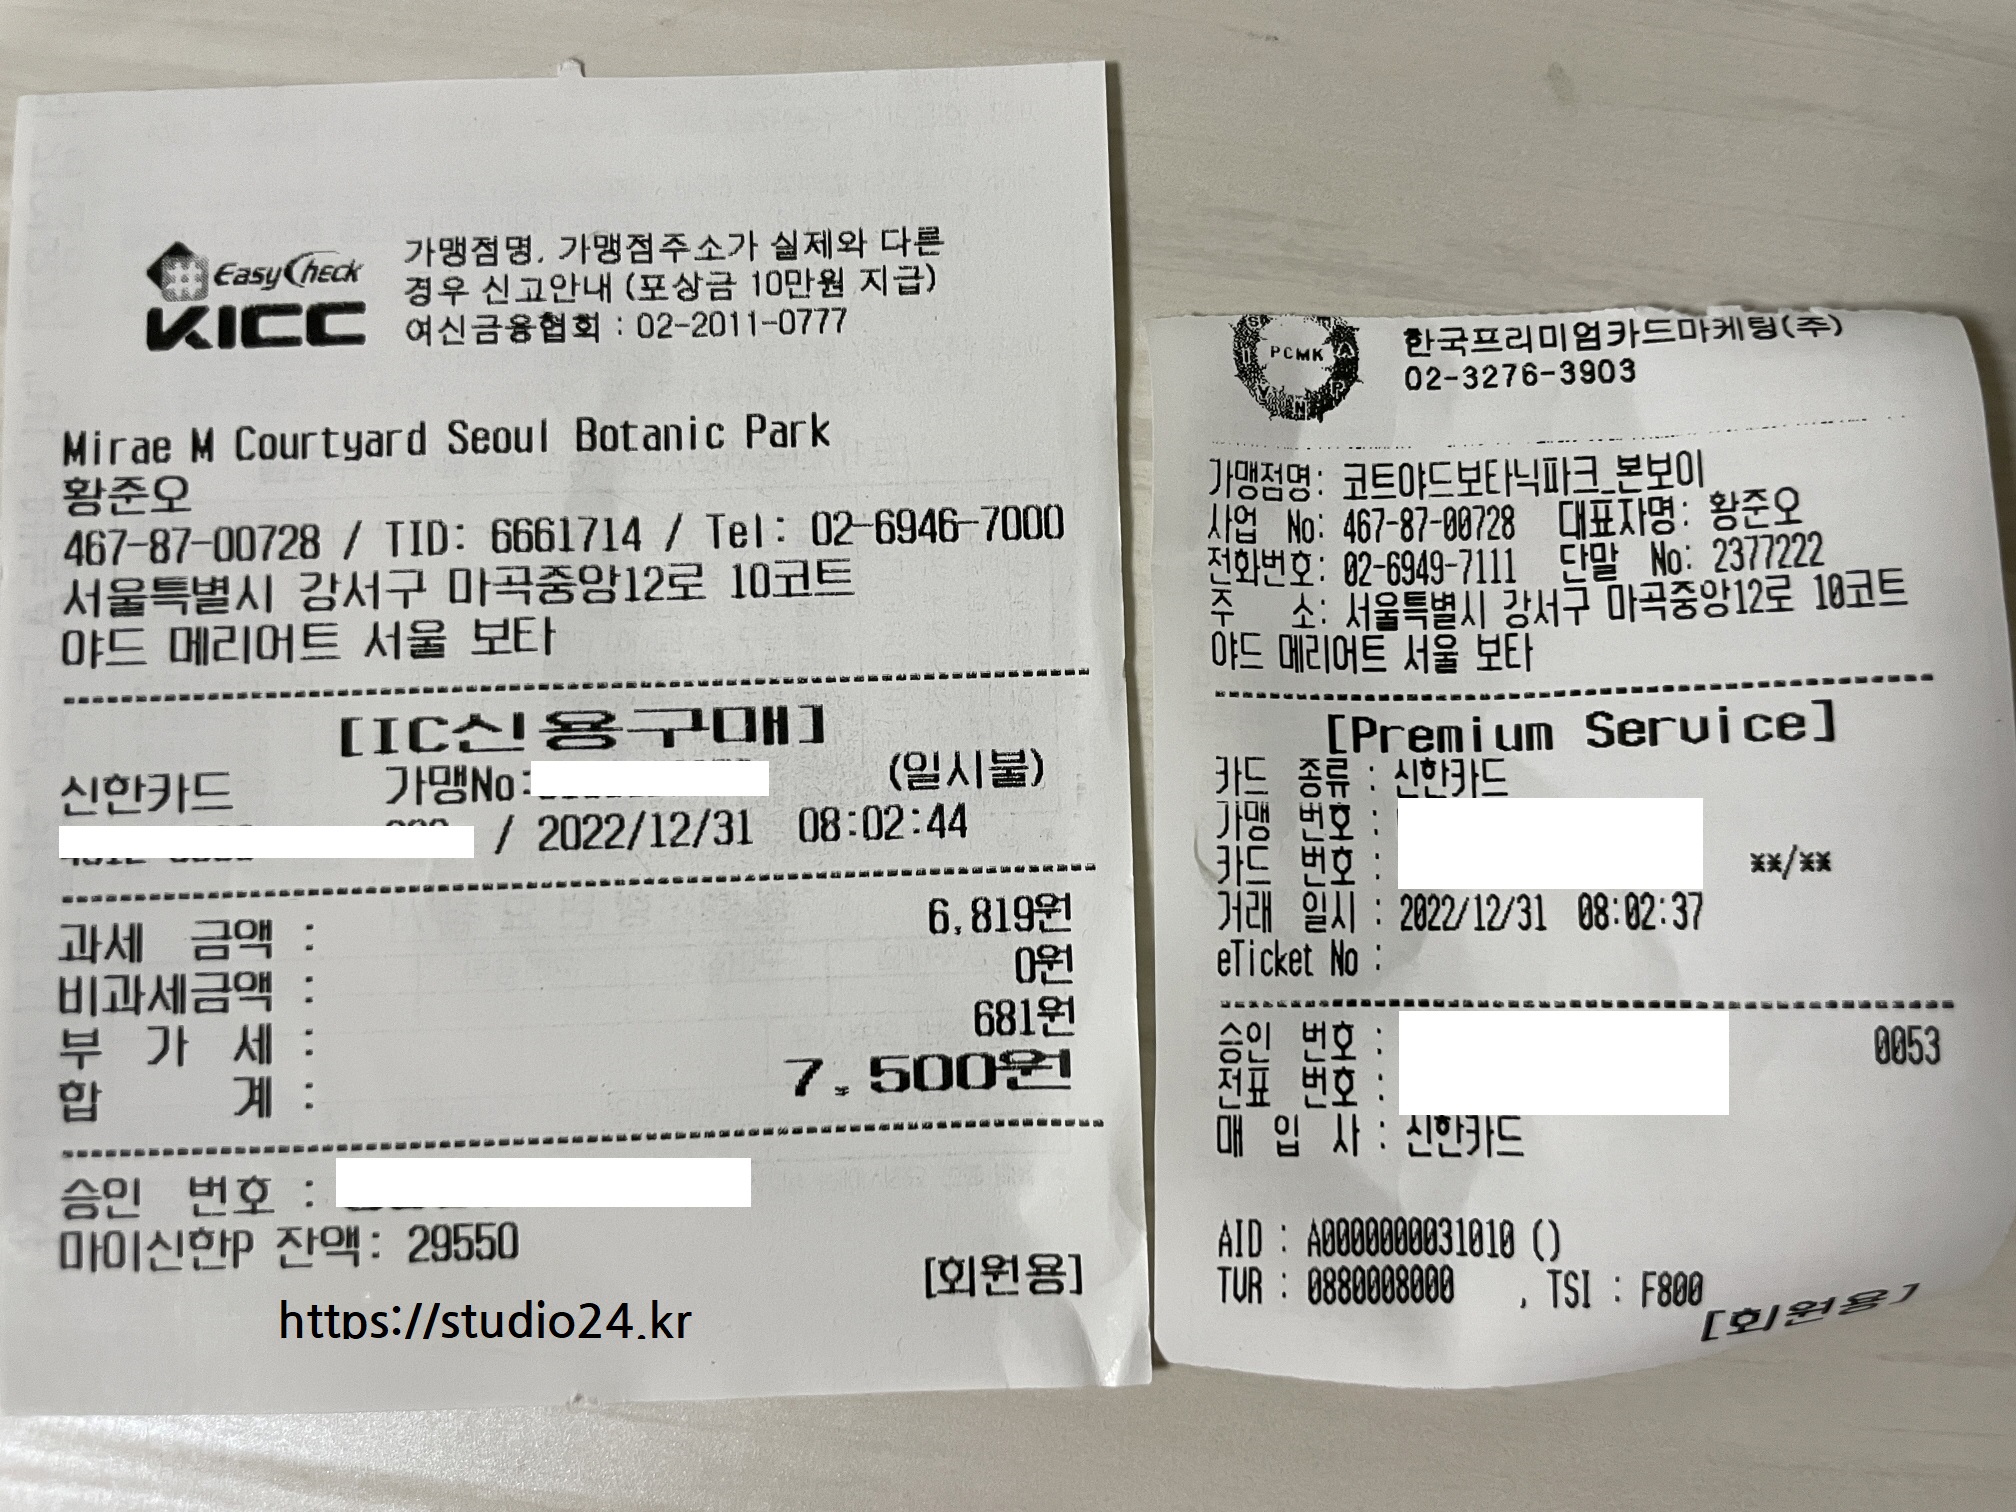 EasyCheck
KICC
가맹점명, 가맹점주소가 실제와 다른
경우 신고안내 (포상금 10만원 지급)
여신금융협회 : 02-2011-0777
Mirae M Courtyard Seoul Botanic Park
황준오
467-87-00728 / TID: 6661714 / Tel: 02-6946-7000
서울특별시 강서구 마곡중앙12로 10코트
야드 메리어트 서울 보타
[IC신용구매]
신한카드 가맹No: (일시불)
/ 2022/12/31 08:02:44
과세 금액 : 6,819원
비과세금액 : 0원
부 가 세 : 681원
합 계 : 7,500원
승인 번호 :
마이신한P 잔액: 29550
[회원용]
https://studio24.kr
PCMK
한국프리미엄카드마케팅(주)
02-3276-3903
가맹점명: 코트야드보타닉파크_본보이
사업 No: 467-87-00728 대표자명: 황준오
전화번호: 02-6949-7111 단말 No: 2377222
주 소: 서울특별시 강서구 마곡중앙12로 10코트
야드 메리어트 서울 보타
[Premium Service]
카드 종류 : 신한카드
가맹 번호 :
카드 번호 : **/**
거래 일시 : 2022/12/31 08:02:37
eTicket No :
승인 번호 : 0053
전표 번호 :
매 입 사 : 신한카드
AID : A0000000031010 ()
TVR : 0880008000 , TSI : F800
[회원용]